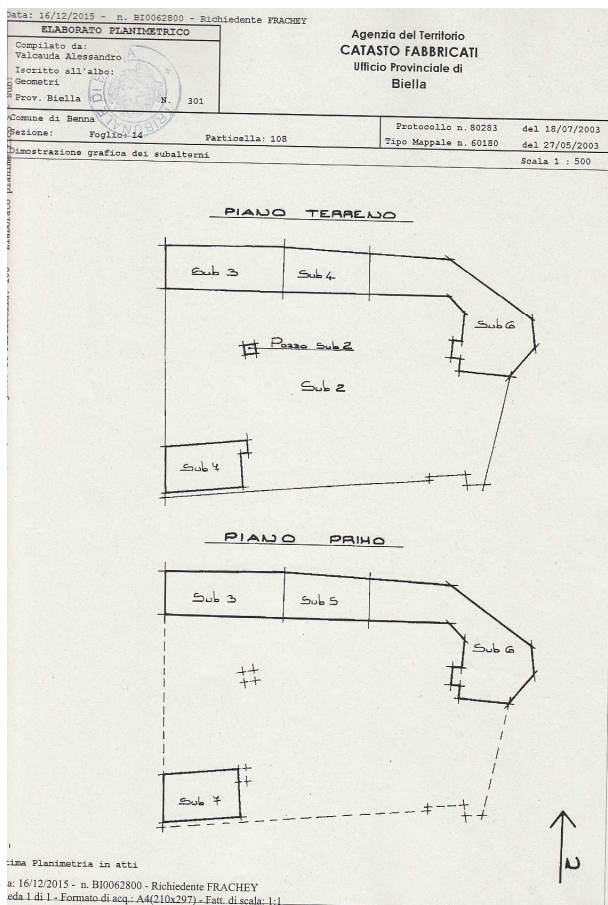 Data: 16/12/2015 - n. BI0062800 - Richiedente FRACHEY
ELABORATO PLANIMETRICO
Compilato da:
Valcauda Alessandro
Iscritto all'albo:
Geometri
Prov. Biella N. 301
Agenzia del Territorio
CATASTO FABBRICATI
Ufficio Provinciale di
Biella
Comune di Benna
Sezione: Foglio: 14 Particella: 108
Protocollo n. 80283 del 18/07/2003
Tipo Mappale n. 60180 del 27/05/2003
Dimostrazione grafica dei subalterni
Scala 1 : 500
PIANO TERRENO
Sub 3
Sub 4
Sub 6
Pozzo Sub 2
Sub 2
Sub 7
PIANO PRIMO
Sub 3
Sub 5
Sub 6
Sub 7
N
tima Planimetria in atti
a: 16/12/2015 - n. BI0062800 - Richiedente FRACHEY
eda 1 di 1 - Formato di acq.: A4(210x297) - Fatt. di scala: 1:1